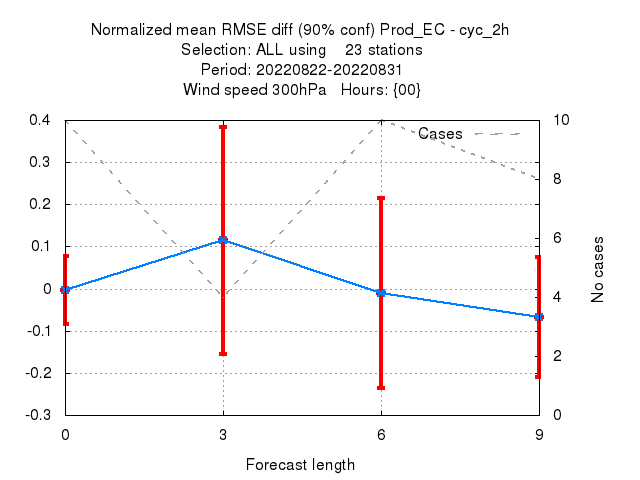 Normalized mean RMSE diff (90% conf) Prod_EC - cyc_2h
Selection: ALL using 23 stations
Period: 20220822-20220831
Wind speed 300hPa Hours: {00}
0.4
0.3
0.2
0.1
0
-0.1
-0.2
-0.3
Cases
10
8
6
4
2
0
No cases
0 3 6 9
Forecast length